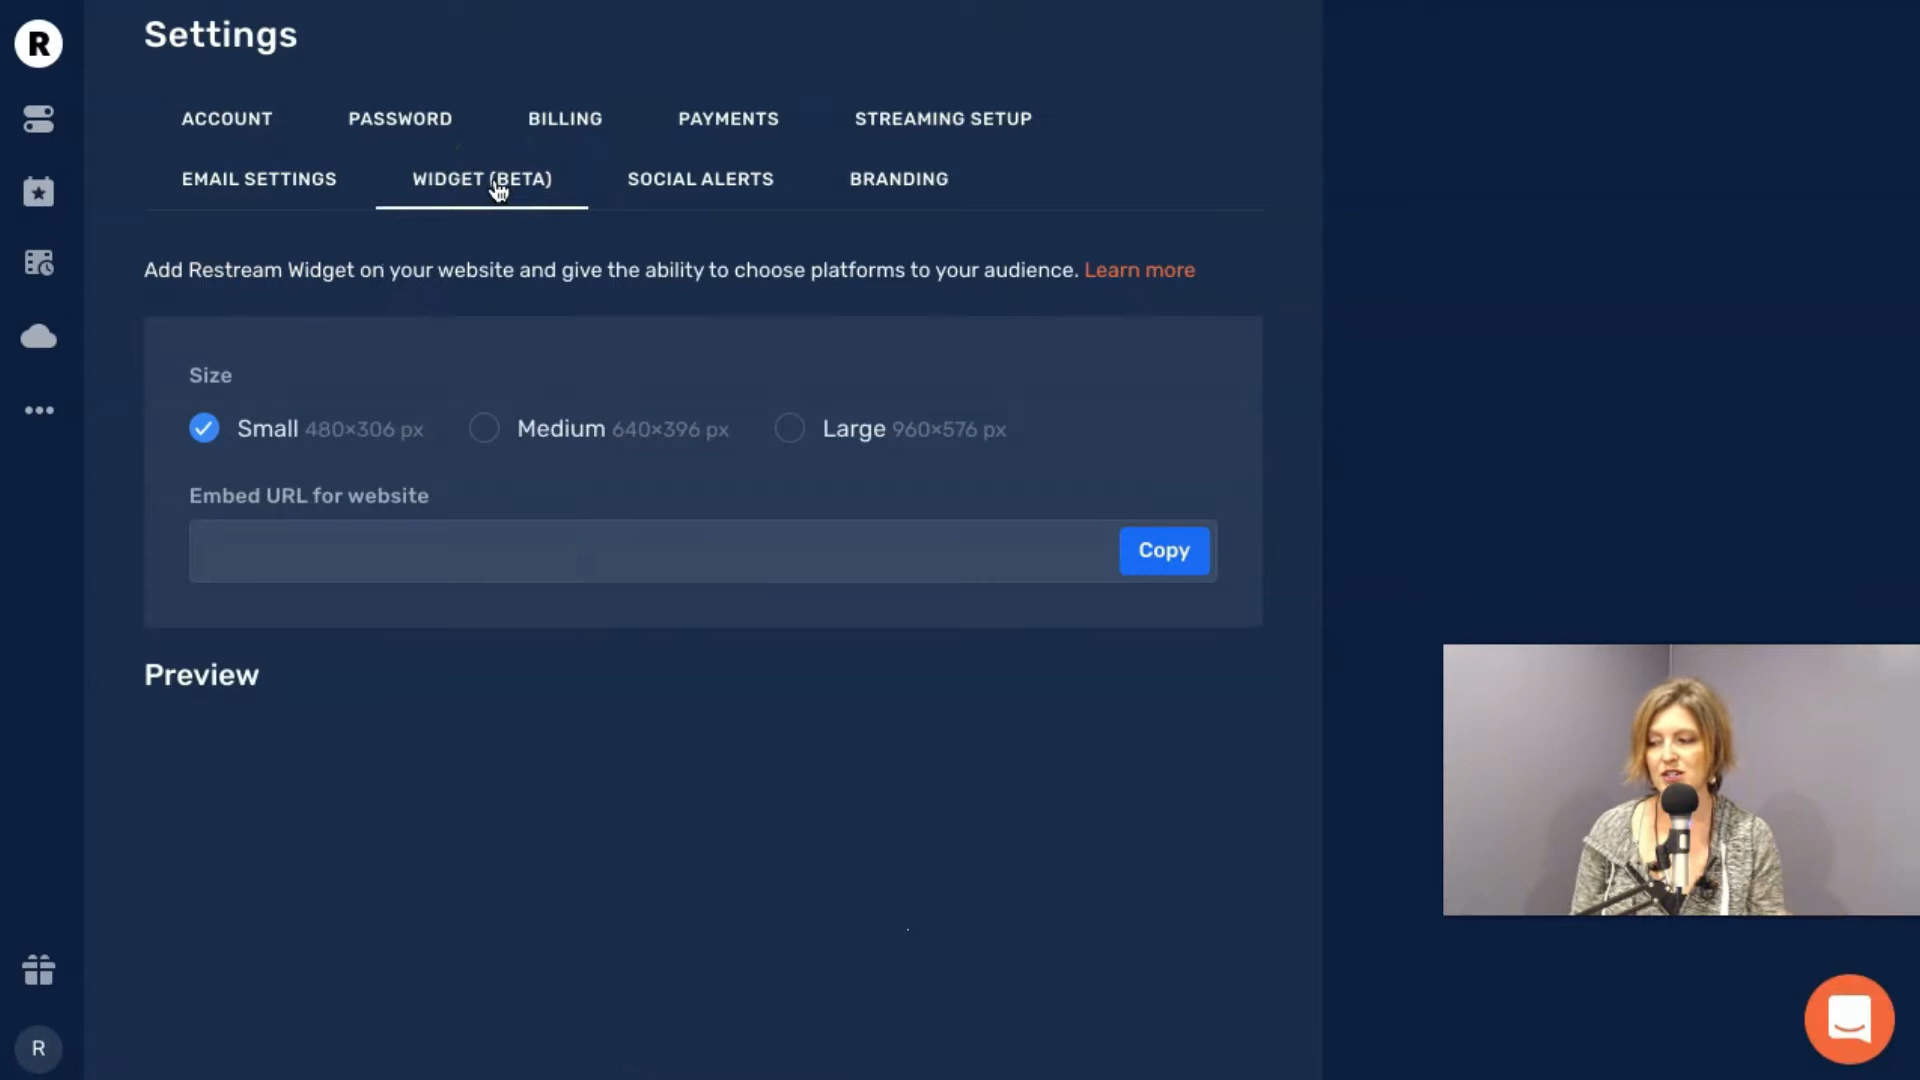 R
Settings
ACCOUNT PASSWORD BILLING PAYMENTS STREAMING SETUP
EMAIL SETTINGS WIDGET (BETA) SOCIAL ALERTS BRANDING
Add Restream Widget on your website and give the ability to choose platforms to your audience. Learn more
Size
Small 480×306 px Medium 640×396 px Large 960×576 px
Embed URL for website
Copy
Preview
R